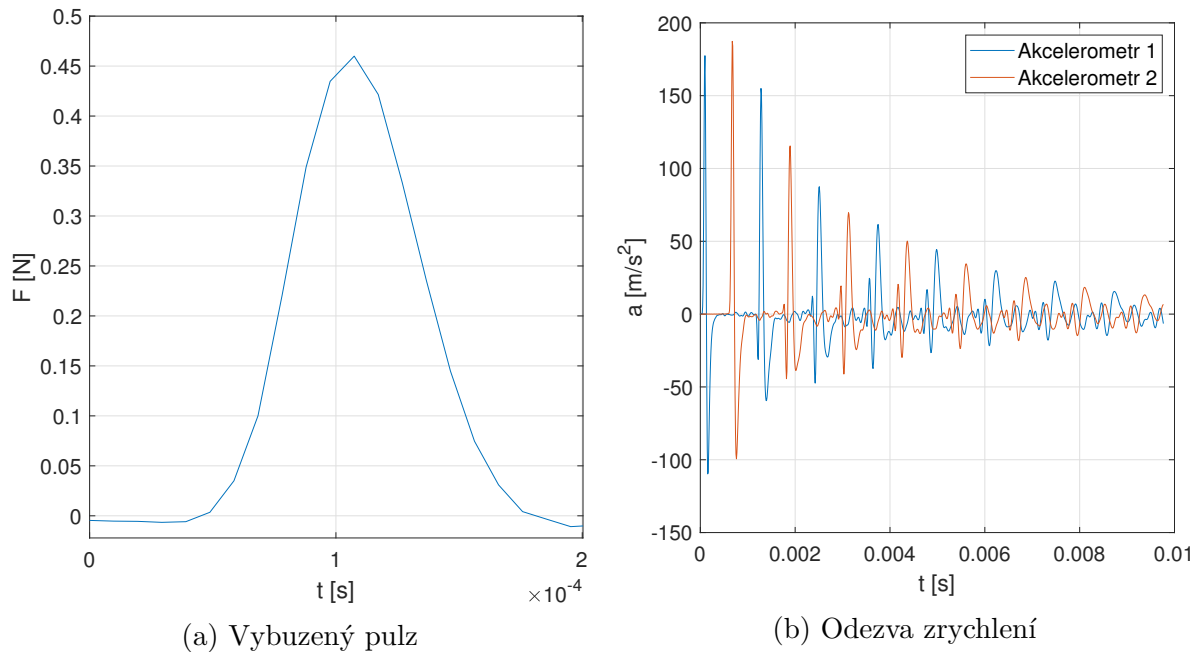 0.5
0.45
0.4
0.35
0.3
0.25
0.2
0.15
0.1
0.05
0
F [N]
0 1 2
t [s]
×10⁻⁴
(a) Vybuzený pulz
200
150
100
50
0
-50
-100
-150
a [m/s²]
Akcelerometr 1
Akcelerometr 2
0 0.002 0.004 0.006 0.008 0.01
t [s]
(b) Odezva zrychlení